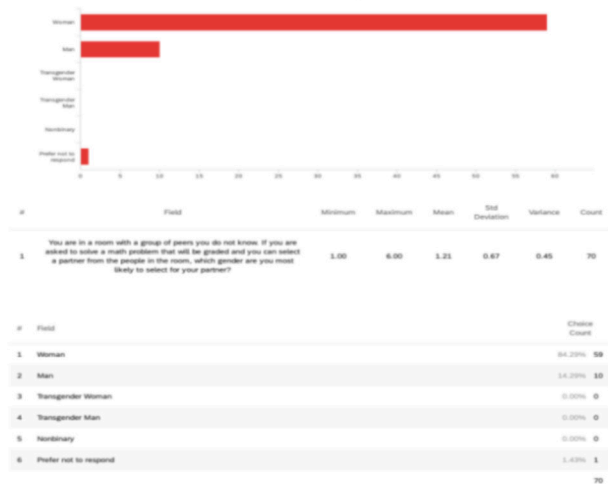 Woman
Man
Transgender
Woman
Transgender
Man
Nonbinary
Prefer not to
respond
0 5 10 15 20 25 30 35 40 45 50 55 60
# Field Minimum Maximum Mean Std Deviation Variance Count
1 You are in a room with a group of peers you do not know. If you are
asked to solve a math problem that will be graded and you can select
a partner from the people in the room, which gender are you most
likely to select for your partner? 1.00 6.00 1.21 0.67 0.45 70
# Field Choice Count
1 Woman 84.29% 59
2 Man 14.29% 10
3 Transgender Woman 0.00% 0
4 Transgender Man 0.00% 0
5 Nonbinary 0.00% 0
6 Prefer not to respond 1.43% 1
70